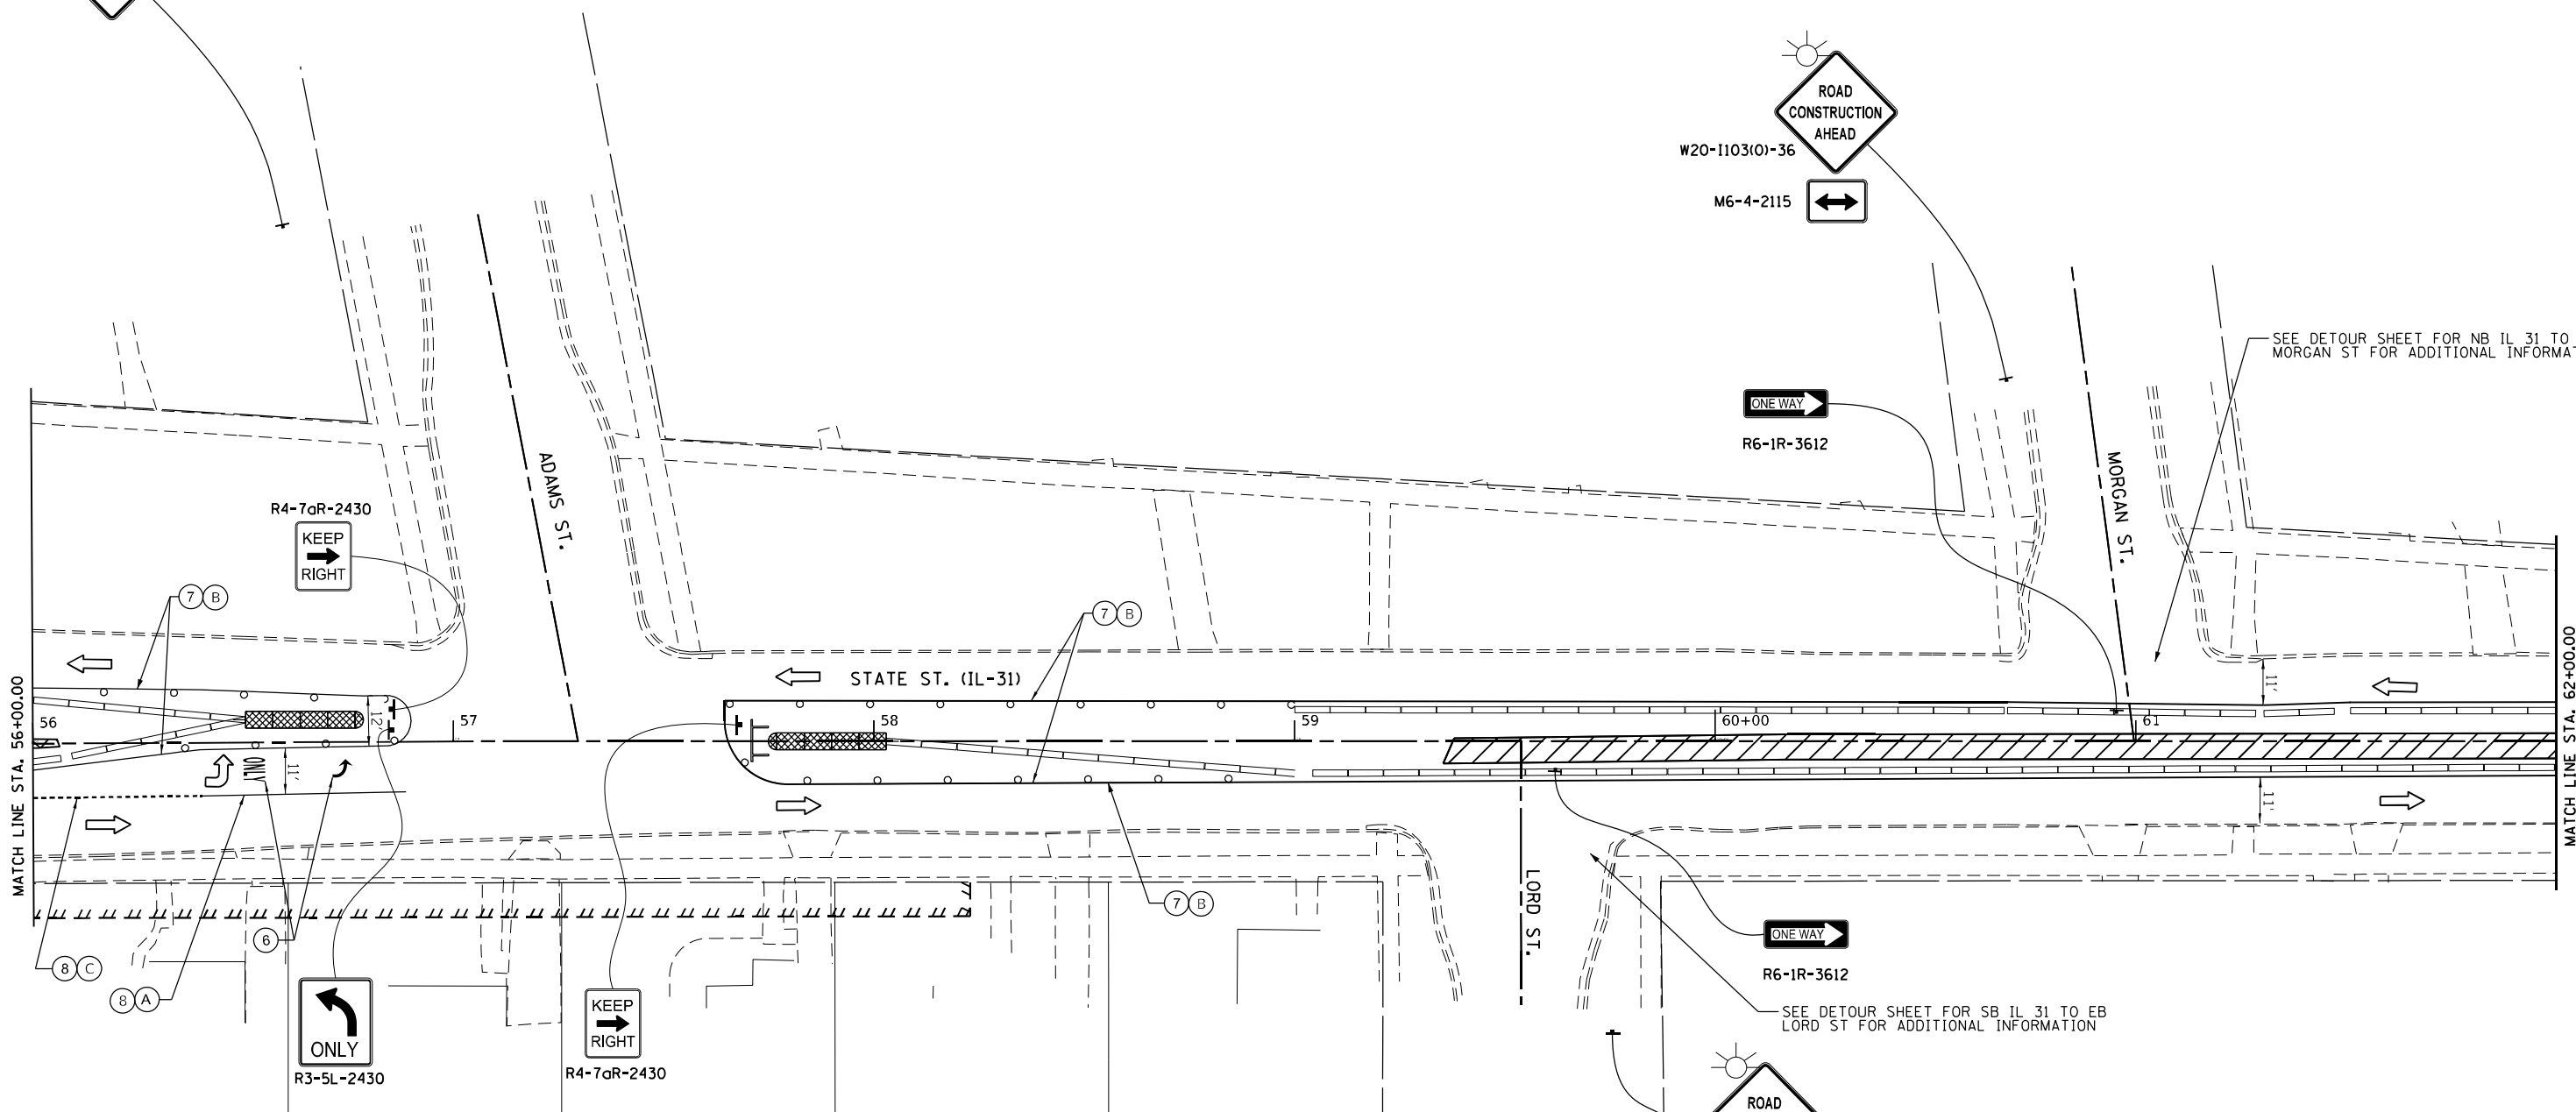 ROAD
CONSTRUCTION
AHEAD
W20-I103(O)-36
M6-4-2115
SEE DETOUR SHEET FOR NB IL 31 TO
MORGAN ST FOR ADDITIONAL INFORMAT
ONE WAY
R6-1R-3612
ADAMS ST.
MORGAN ST.
R4-7aR-2430
KEEP
RIGHT
7 B
7 B
STATE ST. (IL-31)
11'
MATCH LINE STA. 56+00.00
MATCH LINE STA. 62+00.00
56
12'
57
58
59
60+00
61
ONLY
11'
11'
LORD ST.
7 B
6
8 C
8 A
ONE WAY
R6-1R-3612
ONLY
R3-5L-2430
KEEP
RIGHT
R4-7aR-2430
SEE DETOUR SHEET FOR SB IL 31 TO EB
LORD ST FOR ADDITIONAL INFORMATION
ROAD